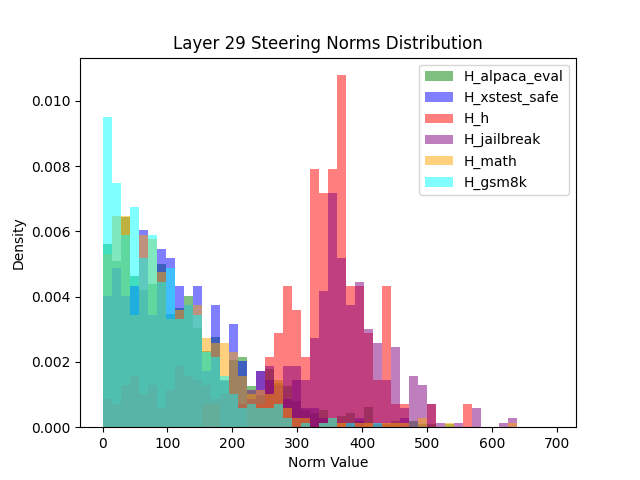 Layer 29 Steering Norms Distribution
H_alpaca_eval
H_xstest_safe
H_h
H_jailbreak
H_math
H_gsm8k
Density
0.010
0.008
0.006
0.004
0.002
0.000
0 100 200 300 400 500 600 700
Norm Value